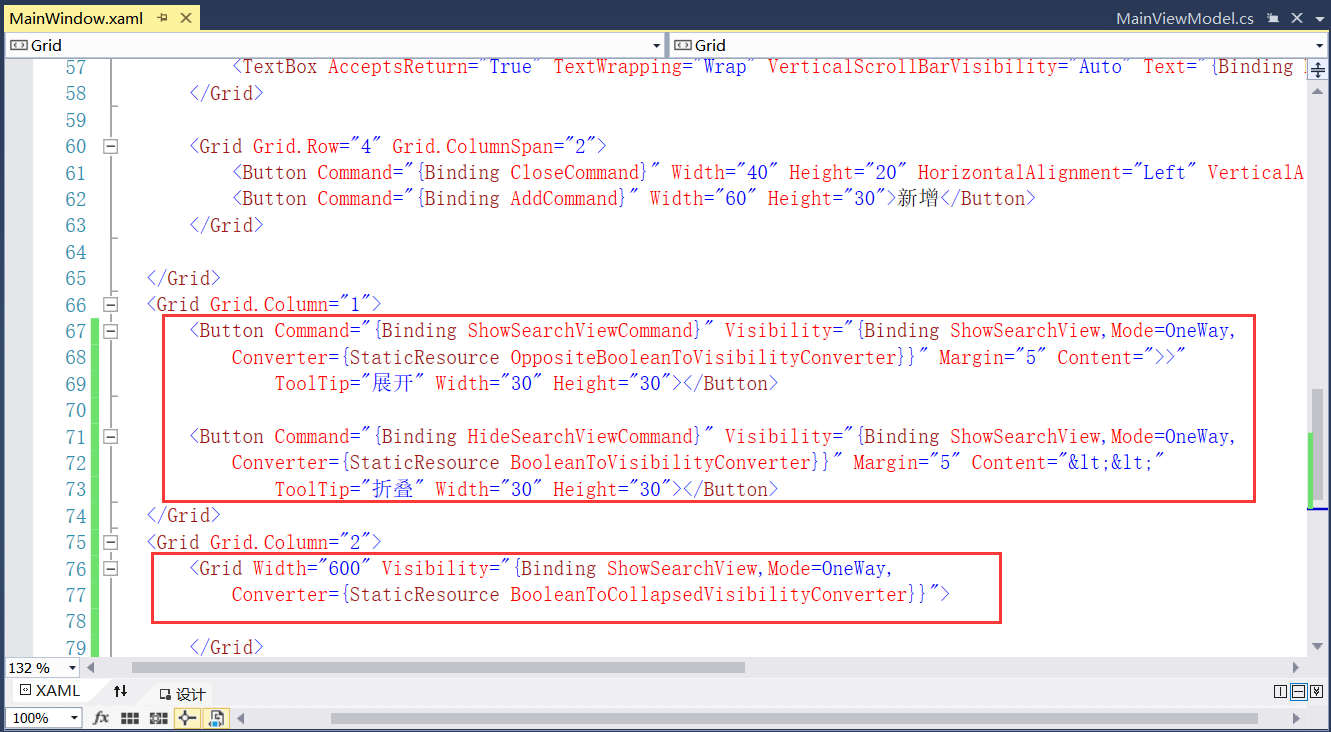 MainWindow.xaml
MainViewModel.cs
Grid
Grid
57 <TextBox AcceptsReturn="True" TextWrapping="Wrap" VerticalScrollBarVisibility="Auto" Text="{Binding
58 </Grid>
59
60 <Grid Grid.Row="4" Grid.ColumnSpan="2">
61 <Button Command="{Binding CloseCommand}" Width="40" Height="20" HorizontalAlignment="Left" VerticalA
62 <Button Command="{Binding AddCommand}" Width="60" Height="30">新增</Button>
63 </Grid>
64
65 </Grid>
66 <Grid Grid.Column="1">
67 <Button Command="{Binding ShowSearchViewCommand}" Visibility="{Binding ShowSearchView,Mode=OneWay,
68 Converter={StaticResource OppositeBooleanToVisibilityConverter}}" Margin="5" Content=">>"
69 ToolTip="展开" Width="30" Height="30"></Button>
70
71 <Button Command="{Binding HideSearchViewCommand}" Visibility="{Binding ShowSearchView,Mode=OneWay,
72 Converter={StaticResource BooleanToVisibilityConverter}}" Margin="5" Content="&lt;&lt;"
73 ToolTip="折叠" Width="30" Height="30"></Button>
74 </Grid>
75 <Grid Grid.Column="2">
76 <Grid Width="600" Visibility="{Binding ShowSearchView,Mode=OneWay,
77 Converter={StaticResource BooleanToCollapsedVisibilityConverter}}">
78
79 </Grid>
132 %
XAML
设计
100%
fx